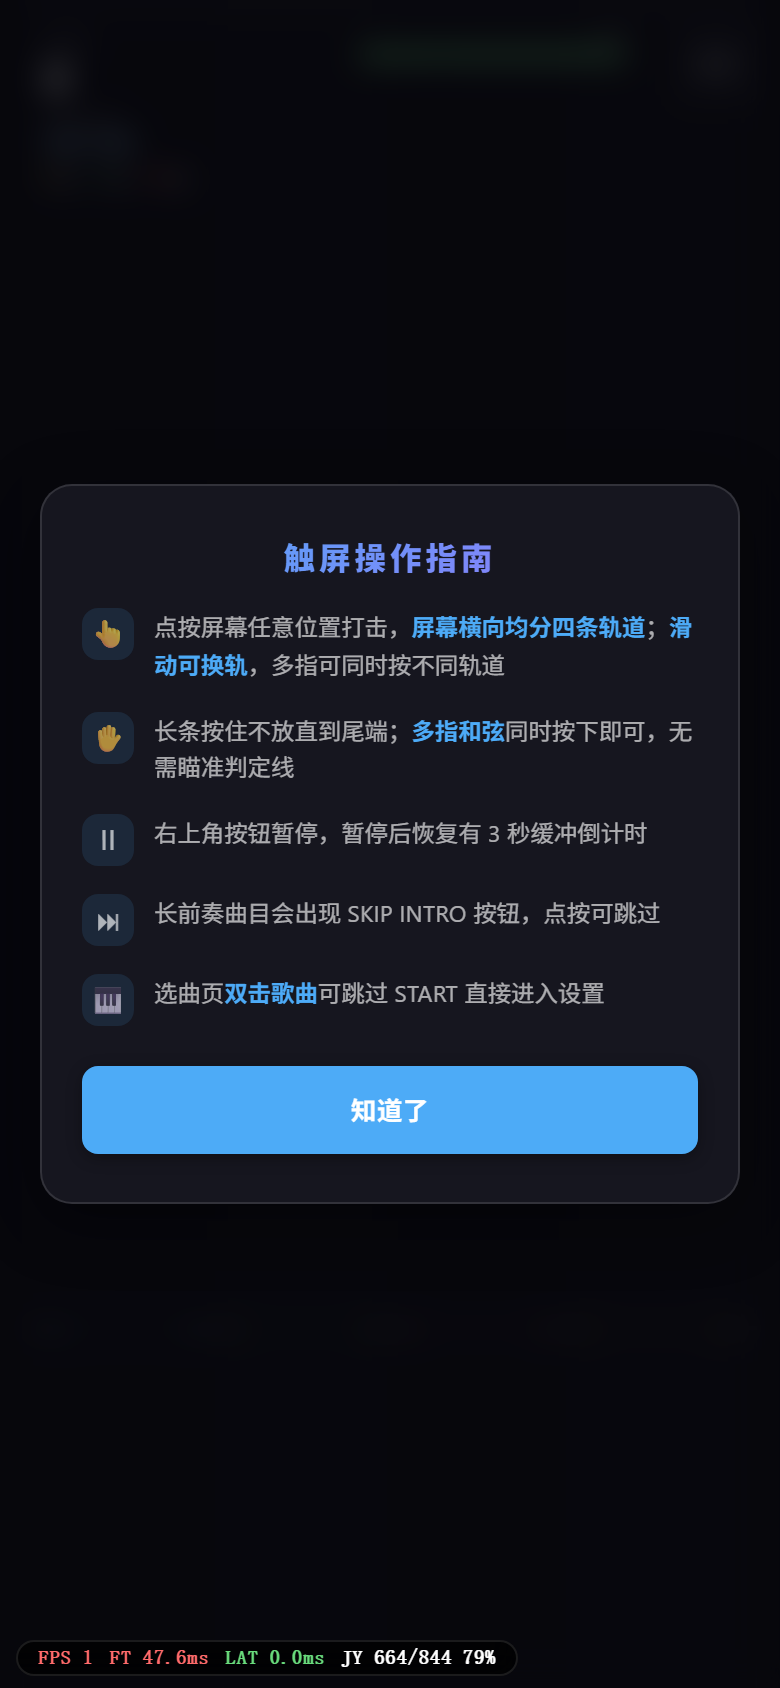 触屏操作指南
点按屏幕任意位置打击，屏幕横向均分四条轨道；滑
动可换轨，多指可同时按不同轨道
长条按住不放直到尾端；多指和弦同时按下即可，无
需瞄准判定线
右上角按钮暂停，暂停后恢复有 3 秒缓冲倒计时
长前奏曲目会出现 SKIP INTRO 按钮，点按可跳过
选曲页双击歌曲可跳过 START 直接进入设置
知道了
FPS 1 FT 47.6ms LAT 0.0ms JY 664/844 79%